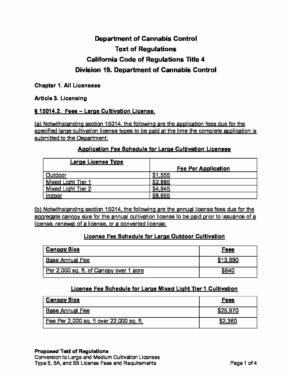 Department of Cannabis Control
Text of Regulations
California Code of Regulations Title 4
Division 19. Department of Cannabis Control
Chapter 1. All Licensees
Article 3. Licensing
§ 15014.2. Fees – Large Cultivation License.
(a) Notwithstanding section 15014, the following are the application fees due for the
specified large cultivation license types to be paid at the time the complete application is
submitted to the Department:
Application Fee Schedule for Large Cultivation Licenses
Large License Type
Fee Per Application
Outdoor $1,555
Mixed Light Tier 1 $2,885
Mixed Light Tier 2 $4,945
Indoor $8,655
(b) Notwithstanding section 15014, the following are the annual license fees due for the
aggregate canopy size for the annual cultivation license to be paid prior to issuance of a
license, renewal of a license, or a converted license.
License Fee Schedule for Large Outdoor Cultivation
Canopy Size Fees
Base Annual Fee $13,990
Per 2,000 sq. ft. of Canopy over 1 acre $640
License Fee Schedule for Large Mixed Light Tier 1 Cultivation
Canopy Size Fees
Base Annual Fee $25,970
Fee Per 2,000 sq. ft over 22,000 sq. ft. $2,360
Proposed Text of Regulations
Conversion to Large and Medium Cultivation Licenses
Type 5, 5A, and 5B License Fees and Requirements Page 1 of 4